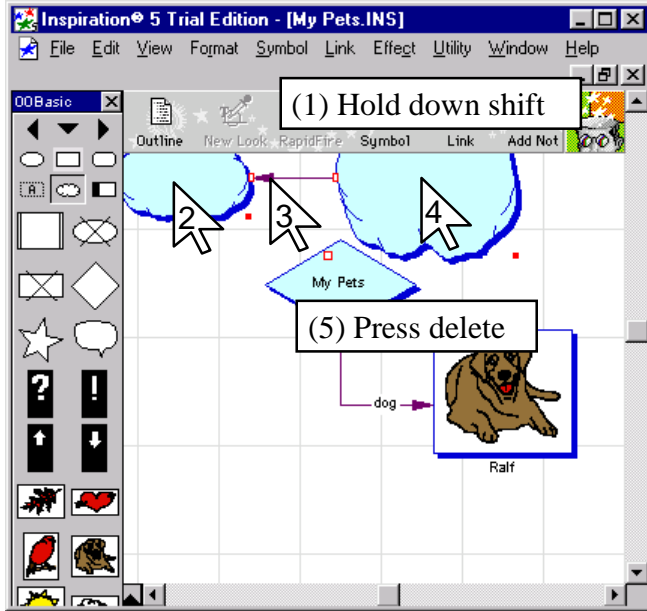 Inspiration® 5 Trial Edition - [My Pets.INS]
File Edit View Format Symbol Link Effect Utility Window Help
00Basic
(1) Hold down shift
Outline New Look RapidFire Symbol Link Add Not
A
2 3 4
My Pets
(5) Press delete
? !
dog
Ralf